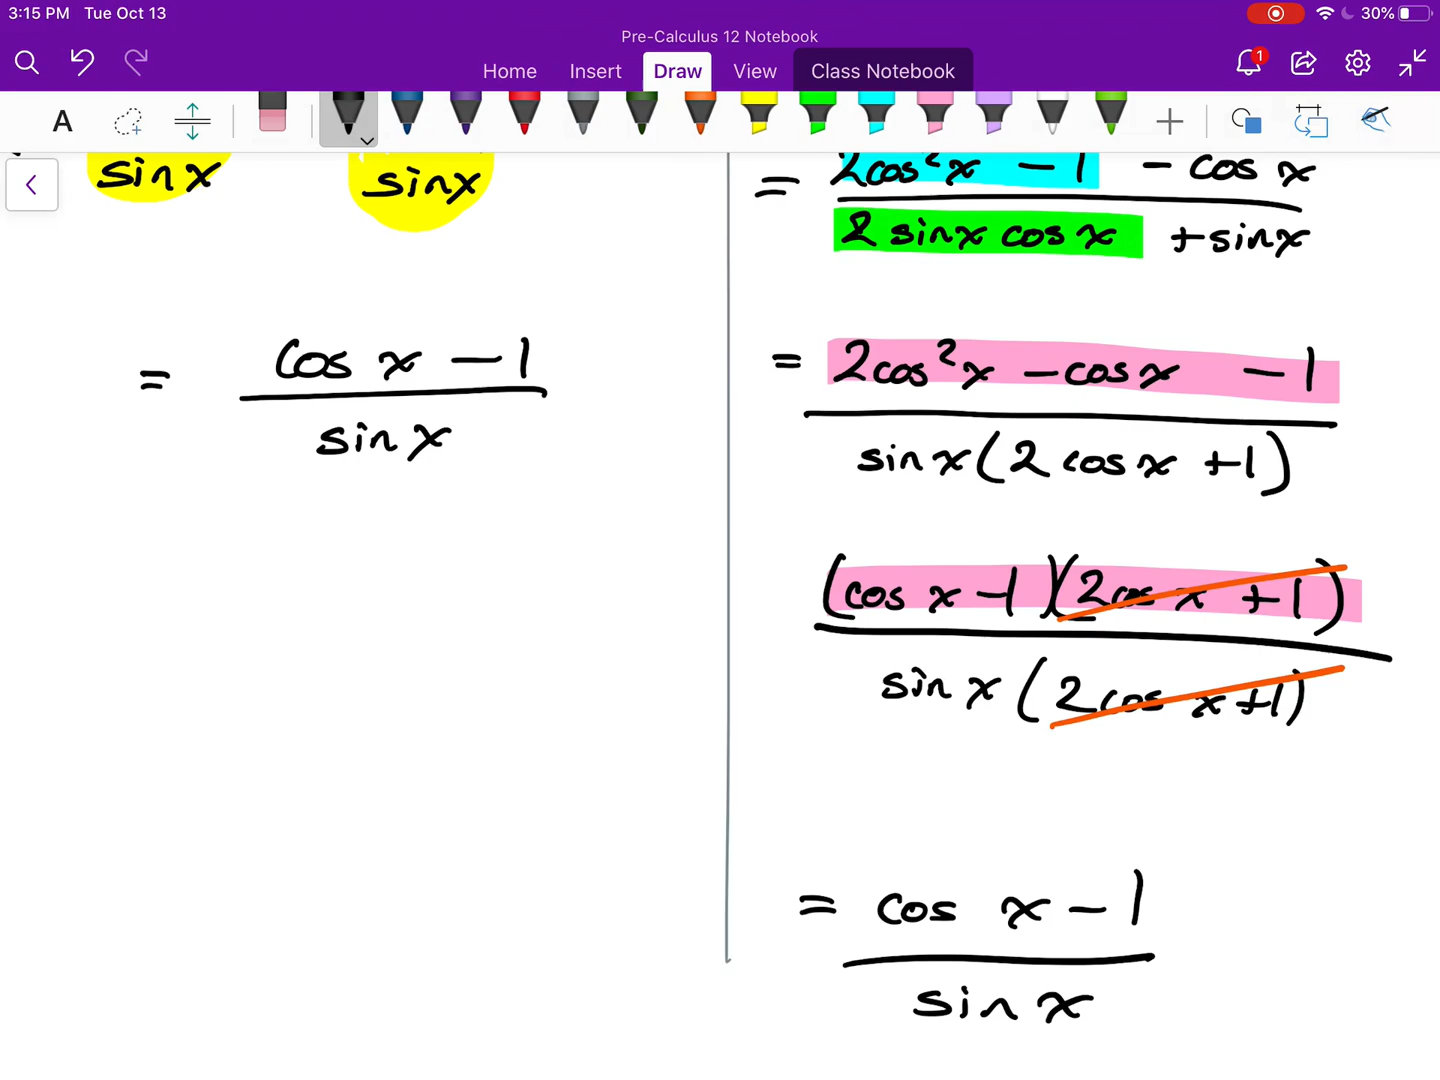 3:15 PM Tue Oct 13
30%
Pre-Calculus 12 Notebook
Home Insert Draw View Class Notebook
1
A
sin x sin x
= cos x - 1
sin x
= 2cos²x - 1 - cos x
2 sin x cos x + sin x
= 2cos²x - cos x - 1
sin x (2 cos x + 1)
(cos x - 1)(2 cos x + 1)
sin x (2 cos x + 1)
= cos x - 1
sin x